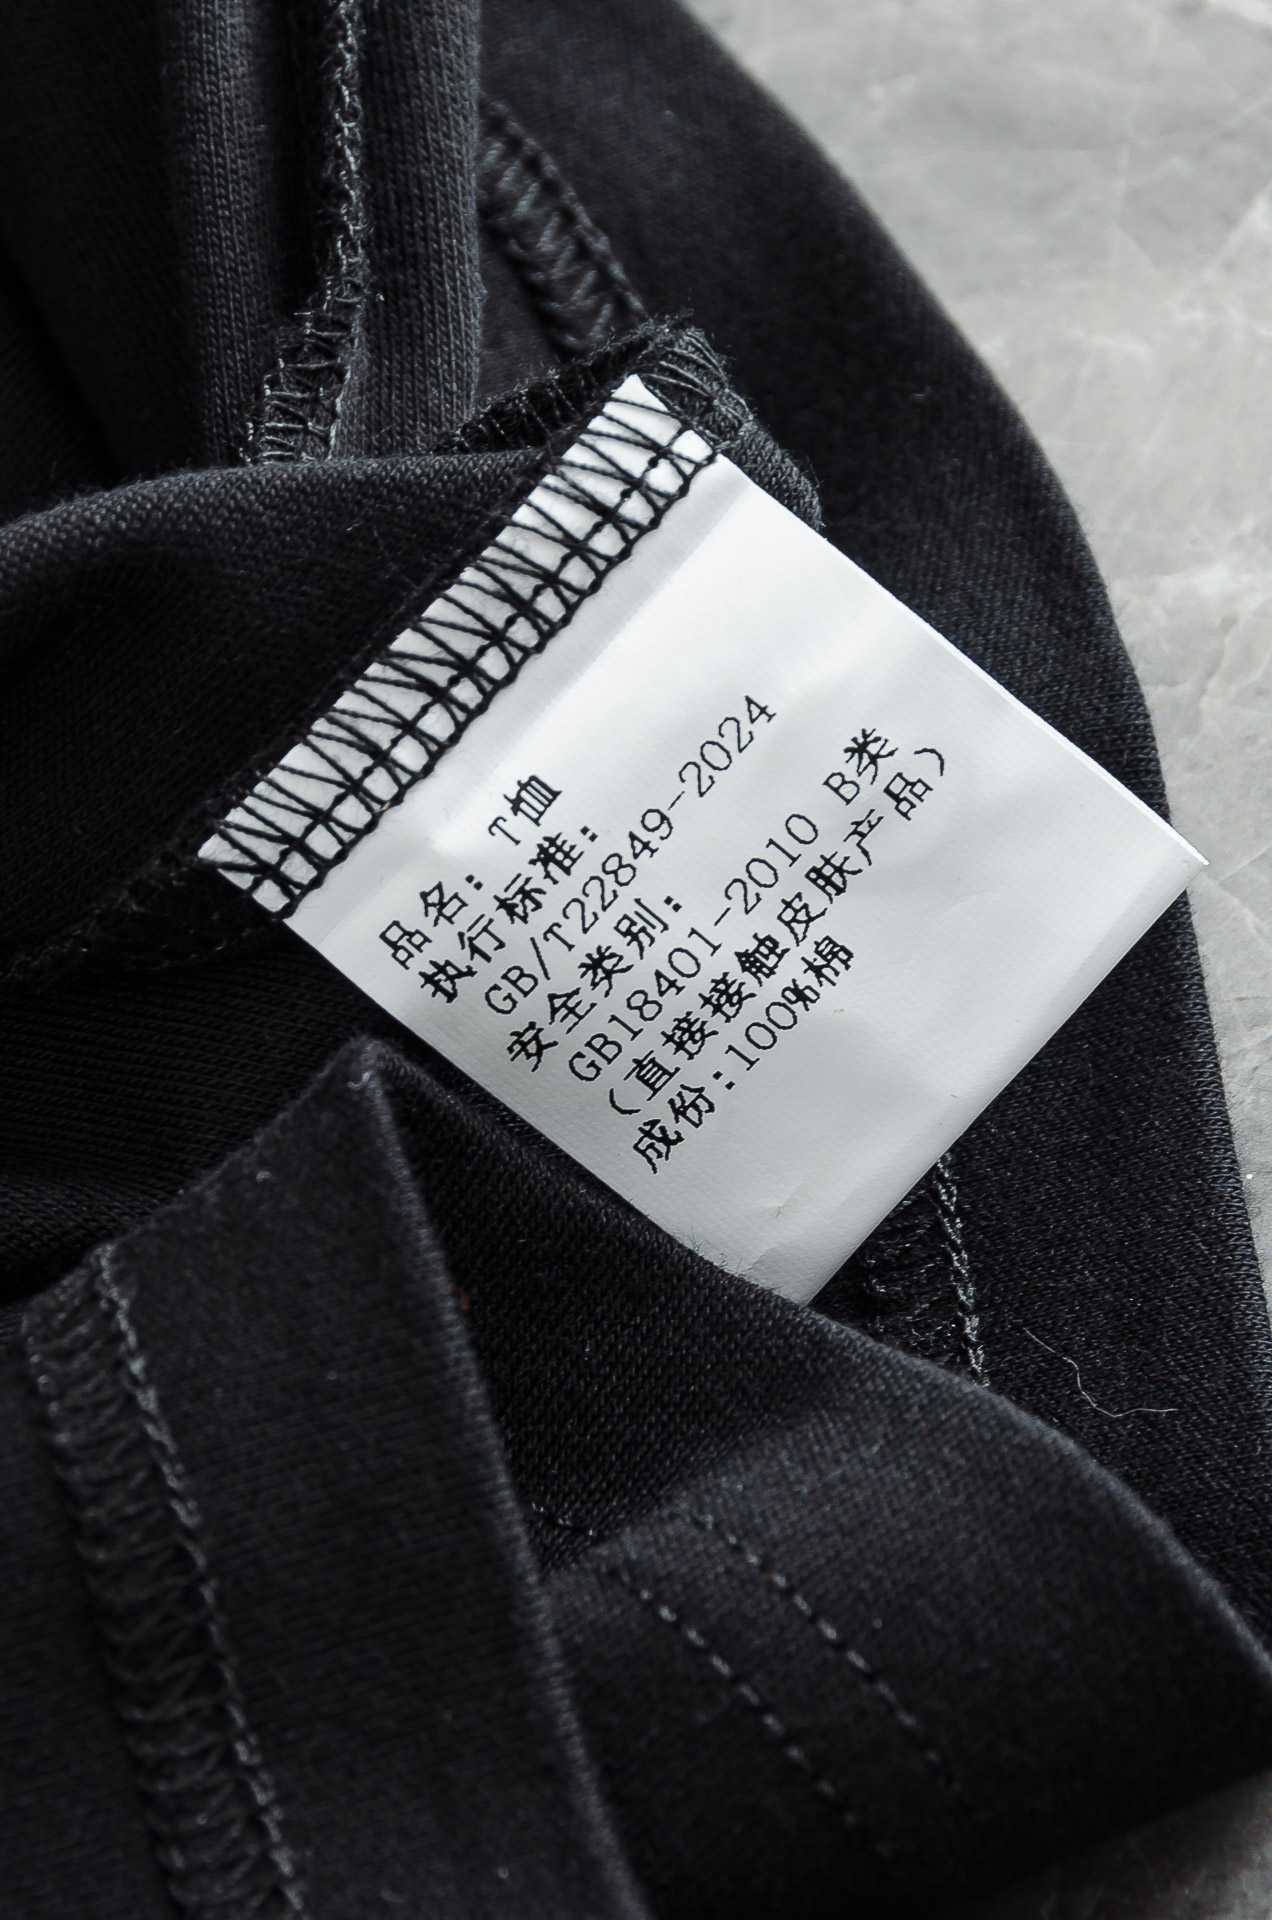 品名：T恤
执行标准：
GB/T22849-2024
安全类别：
GB18401-2010 B类
（直接接触皮肤产品）
成份：100%棉